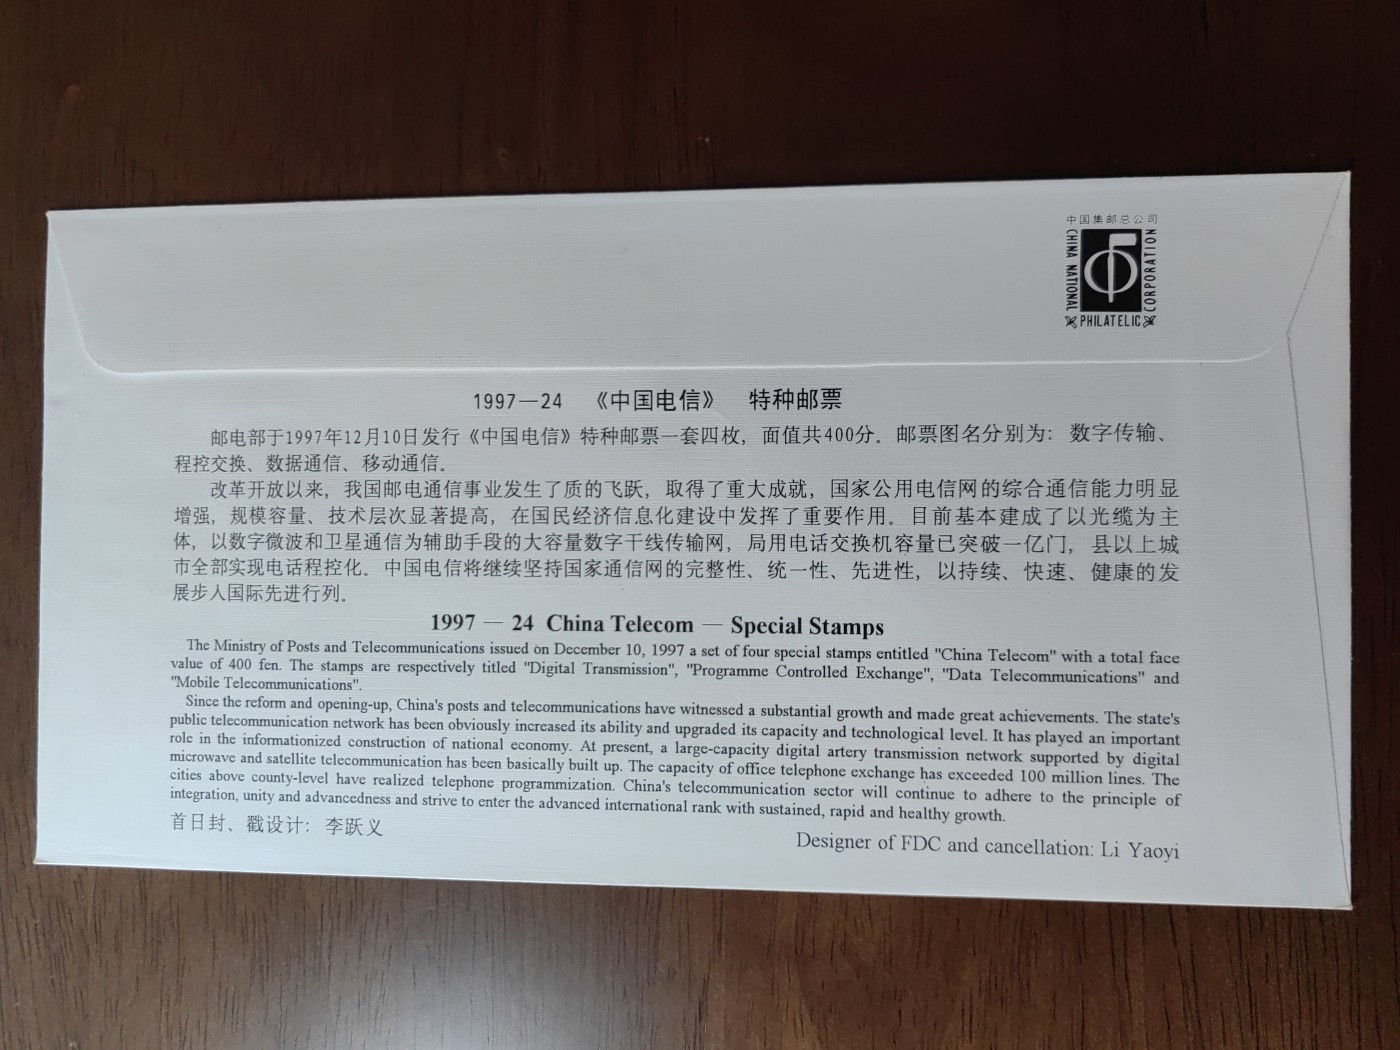 中国集邮总公司
CHINA NATIONAL
PHILATELIC
CORPORATION
1997—24 《中国电信》 特种邮票
邮电部于1997年12月10日发行《中国电信》特种邮票一套四枚，面值共400分。邮票图名分别为：数字传输、
程控交换、数据通信、移动通信。
改革开放以来，我国邮电通信事业发生了质的飞跃，取得了重大成就，国家公用电信网的综合通信能力明显
增强，规模容量、技术层次显著提高，在国民经济信息化建设中发挥了重要作用。目前基本建成了以光缆为主
体，以数字微波和卫星通信为辅助手段的大容量数字干线传输网，局用电话交换机容量已突破一亿门，县以上城
市全部实现电话程控化。中国电信将继续坚持国家通信网的完整性、统一性、先进性，以持续、快速、健康的发
展步入国际先进行列。
1997 — 24 China Telecom — Special Stamps
The Ministry of Posts and Telecommunications issued on December 10, 1997 a set of four special stamps entitled "China Telecom" with a total face
value of 400 fen. The stamps are respectively titled "Digital Transmission", "Programme Controlled Exchange", "Data Telecommunications" and
"Mobile Telecommunications".
Since the reform and opening-up, China's posts and telecommunications have witnessed a substantial growth and made great achievements. The state's
public telecommunication network has been obviously increased its ability and upgraded its capacity and technological level. It has played an important
role in the informationized construction of national economy. At present, a large-capacity digital artery transmission network supported by digital
microwave and satellite telecommunication has been basically built up. The capacity of office telephone exchange has exceeded 100 million lines. The
cities above county-level have realized telephone programmization. China's telecommunication sector will continue to adhere to the principle of
integration, unity and advancedness and strive to enter the advanced international rank with sustained, rapid and healthy growth.
首日封、戳设计：李跃义
Designer of FDC and cancellation: Li Yaoyi